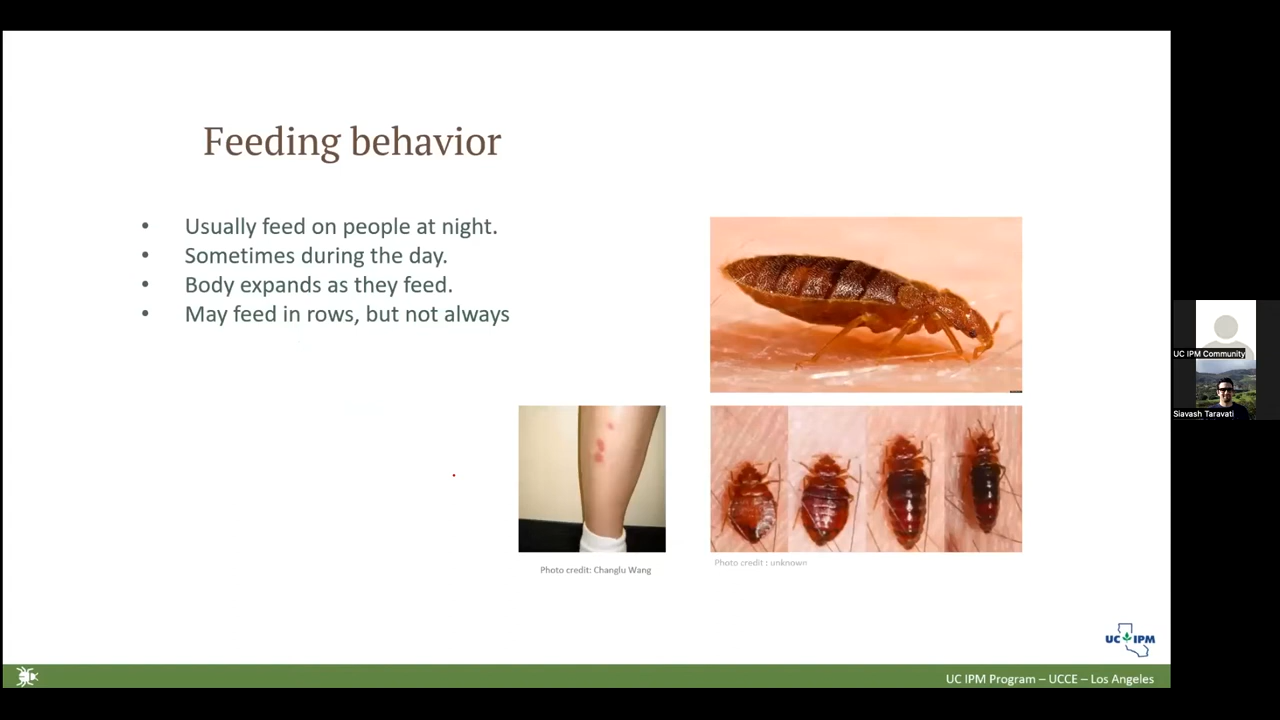 Feeding behavior
• Usually feed on people at night.
• Sometimes during the day.
• Body expands as they feed.
• May feed in rows, but not always
Photo credit: Changlu Wang
Photo credit : unknown
UC IPM
UC IPM Program – UCCE – Los Angeles
UC IPM Community
Siavash Taravati